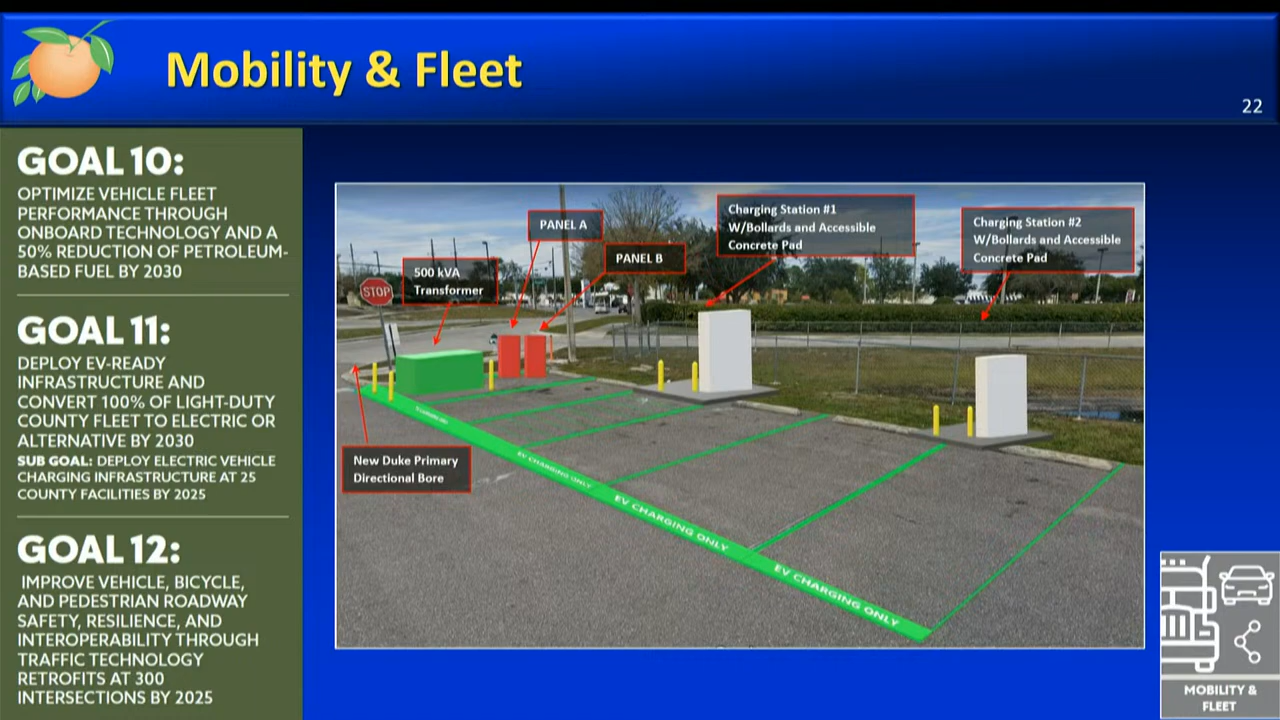 Mobility & Fleet
22
GOAL 10:
OPTIMIZE VEHICLE FLEET
PERFORMANCE THROUGH
ONBOARD TECHNOLOGY AND A
50% REDUCTION OF PETROLEUM-
BASED FUEL BY 2030
GOAL 11:
DEPLOY EV-READY
INFRASTRUCTURE AND
CONVERT 100% OF LIGHT-DUTY
COUNTY FLEET TO ELECTRIC OR
ALTERNATIVE BY 2030
SUB GOAL: DEPLOY ELECTRIC VEHICLE
CHARGING INFRASTRUCTURE AT 25
COUNTY FACILITIES BY 2025
GOAL 12:
IMPROVE VEHICLE, BICYCLE,
AND PEDESTRIAN ROADWAY
SAFETY, RESILIENCE, AND
INTEROPERABILITY THROUGH
TRAFFIC TECHNOLOGY
RETROFITS AT 300
INTERSECTIONS BY 2025
PANEL A
PANEL B
Charging Station #1
W/Bollards and Accessible
Concrete Pad
Charging Station #2
W/Bollards and Accessible
Concrete Pad
500 kVA
Transformer
STOP
New Duke Primary
Directional Bore
EV CHARGING ONLY
EV CHARGING ONLY
EV CHARGING ONLY
MOBILITY &
FLEET